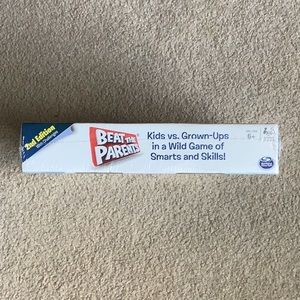 2nd Edition
BEAT THE
PARENTS
Kids vs. Grown-Ups
in a Wild Game of
Smarts and Skills!
6+